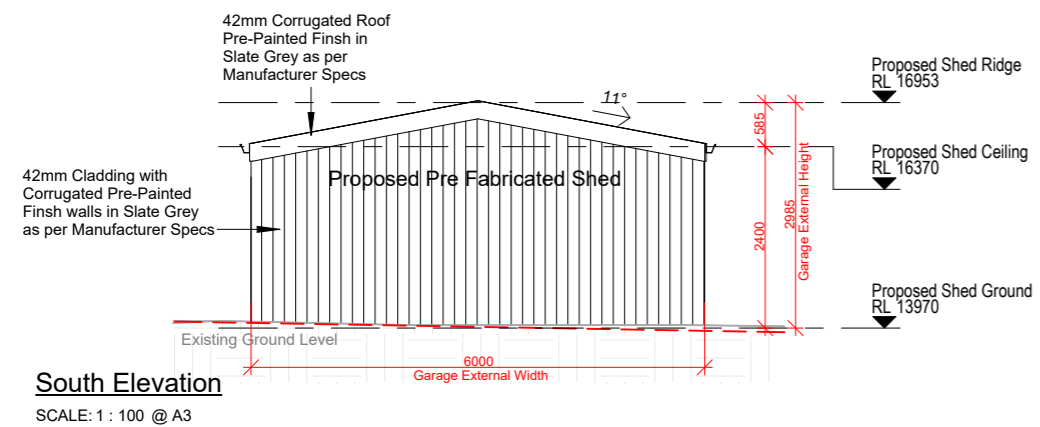 42mm Corrugated Roof
Pre-Painted Finsh in
Slate Grey as per
Manufacturer Specs
11°
Proposed Shed Ridge
RL 16953
585
Proposed Shed Ceiling
RL 16370
42mm Cladding with
Corrugated Pre-Painted
Finsh walls in Slate Grey
as per Manufacturer Specs
Proposed Pre Fabricated Shed
2400
2985
Garage External Height
Proposed Shed Ground
RL 13970
Existing Ground Level
6000
Garage External Width
South Elevation
SCALE: 1 : 100 @ A3